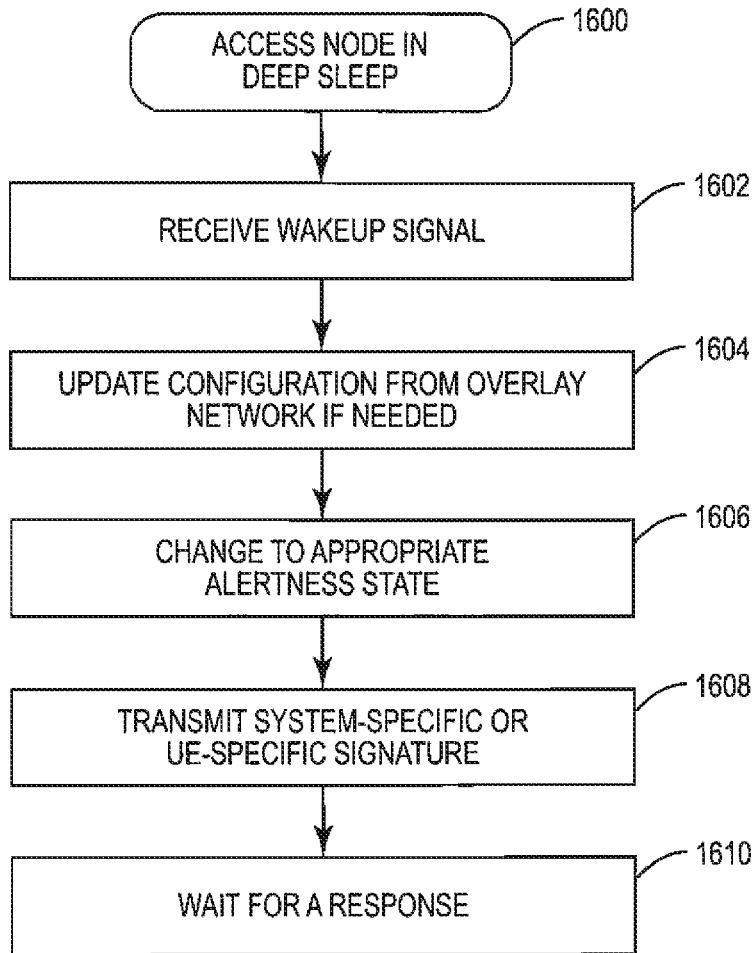 1600
ACCESS NODE IN
DEEP SLEEP
1602
RECEIVE WAKEUP SIGNAL
1604
UPDATE CONFIGURATION FROM OVERLAY
NETWORK IF NEEDED
1606
CHANGE TO APPROPRIATE
ALERTNESS STATE
1608
TRANSMIT SYSTEM-SPECIFIC OR
UE-SPECIFIC SIGNATURE
1610
WAIT FOR A RESPONSE